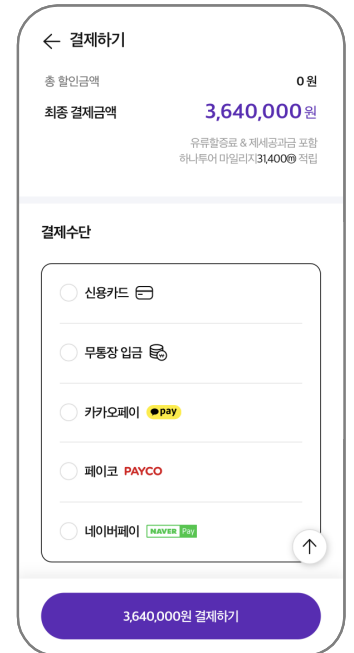 결제하기
총 할인금액 0원
최종 결제금액 3,640,000원
유류할증료 & 제세공과금 포함
하나투어 마일리지31,400ⓜ 적립
결제수단
신용카드
무통장 입금
카카오페이 pay
페이코 PAYCO
네이버페이 NAVER Pay
3,640,000원 결제하기